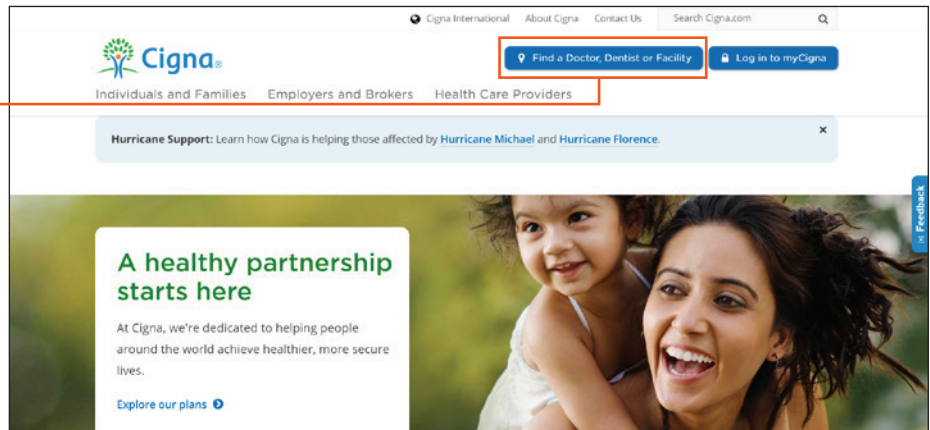 Cigna International About Cigna Contact Us Search Cigna.com
Cigna®
Find a Doctor, Dentist or Facility Log in to myCigna
Individuals and Families Employers and Brokers Health Care Providers
Hurricane Support: Learn how Cigna is helping those affected by Hurricane Michael and Hurricane Florence. ×
Feedback
A healthy partnership
starts here
At Cigna, we're dedicated to helping people
around the world achieve healthier, more secure
lives.
Explore our plans